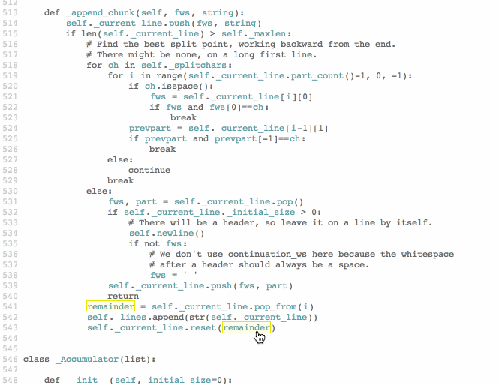 512
513 def _append_chunk(self, fws, string):
514 self._current_line.push(fws, string)
515 if len(self._current_line) > self._maxlen:
516 # Find the best split point, working backward from the end.
517 # There might be none, on a long first line.
518 for ch in self._splitchars:
519 for i in range(self._current_line.part_count()-1, 0, -1):
520 if ch.isspace():
521 fws = self._current_line[i][0]
522 if fws and fws[0]==ch:
523 break
524 prevpart = self._current_line[i-1][1]
525 if prevpart and prevpart[-1]==ch:
526 break
527 else:
528 continue
529 break
530 else:
531 fws, part = self._current_line.pop()
532 if self._current_line._initial_size > 0:
533 # There will be a header, so leave it on a line by itself.
534 self.newline()
535 if not fws:
536 # We don't use continuation_ws here because the whitespace
537 # after a header should always be a space.
538 fws = ' '
539 self._current_line.push(fws, part)
540 return
541 remainder = self._current_line.pop_from(i)
542 self._lines.append(str(self._current_line))
543 self._current_line.reset(remainder)
544
545
546 class _Accumulator(list):
547
548 def __init__(self, initial_size=0):